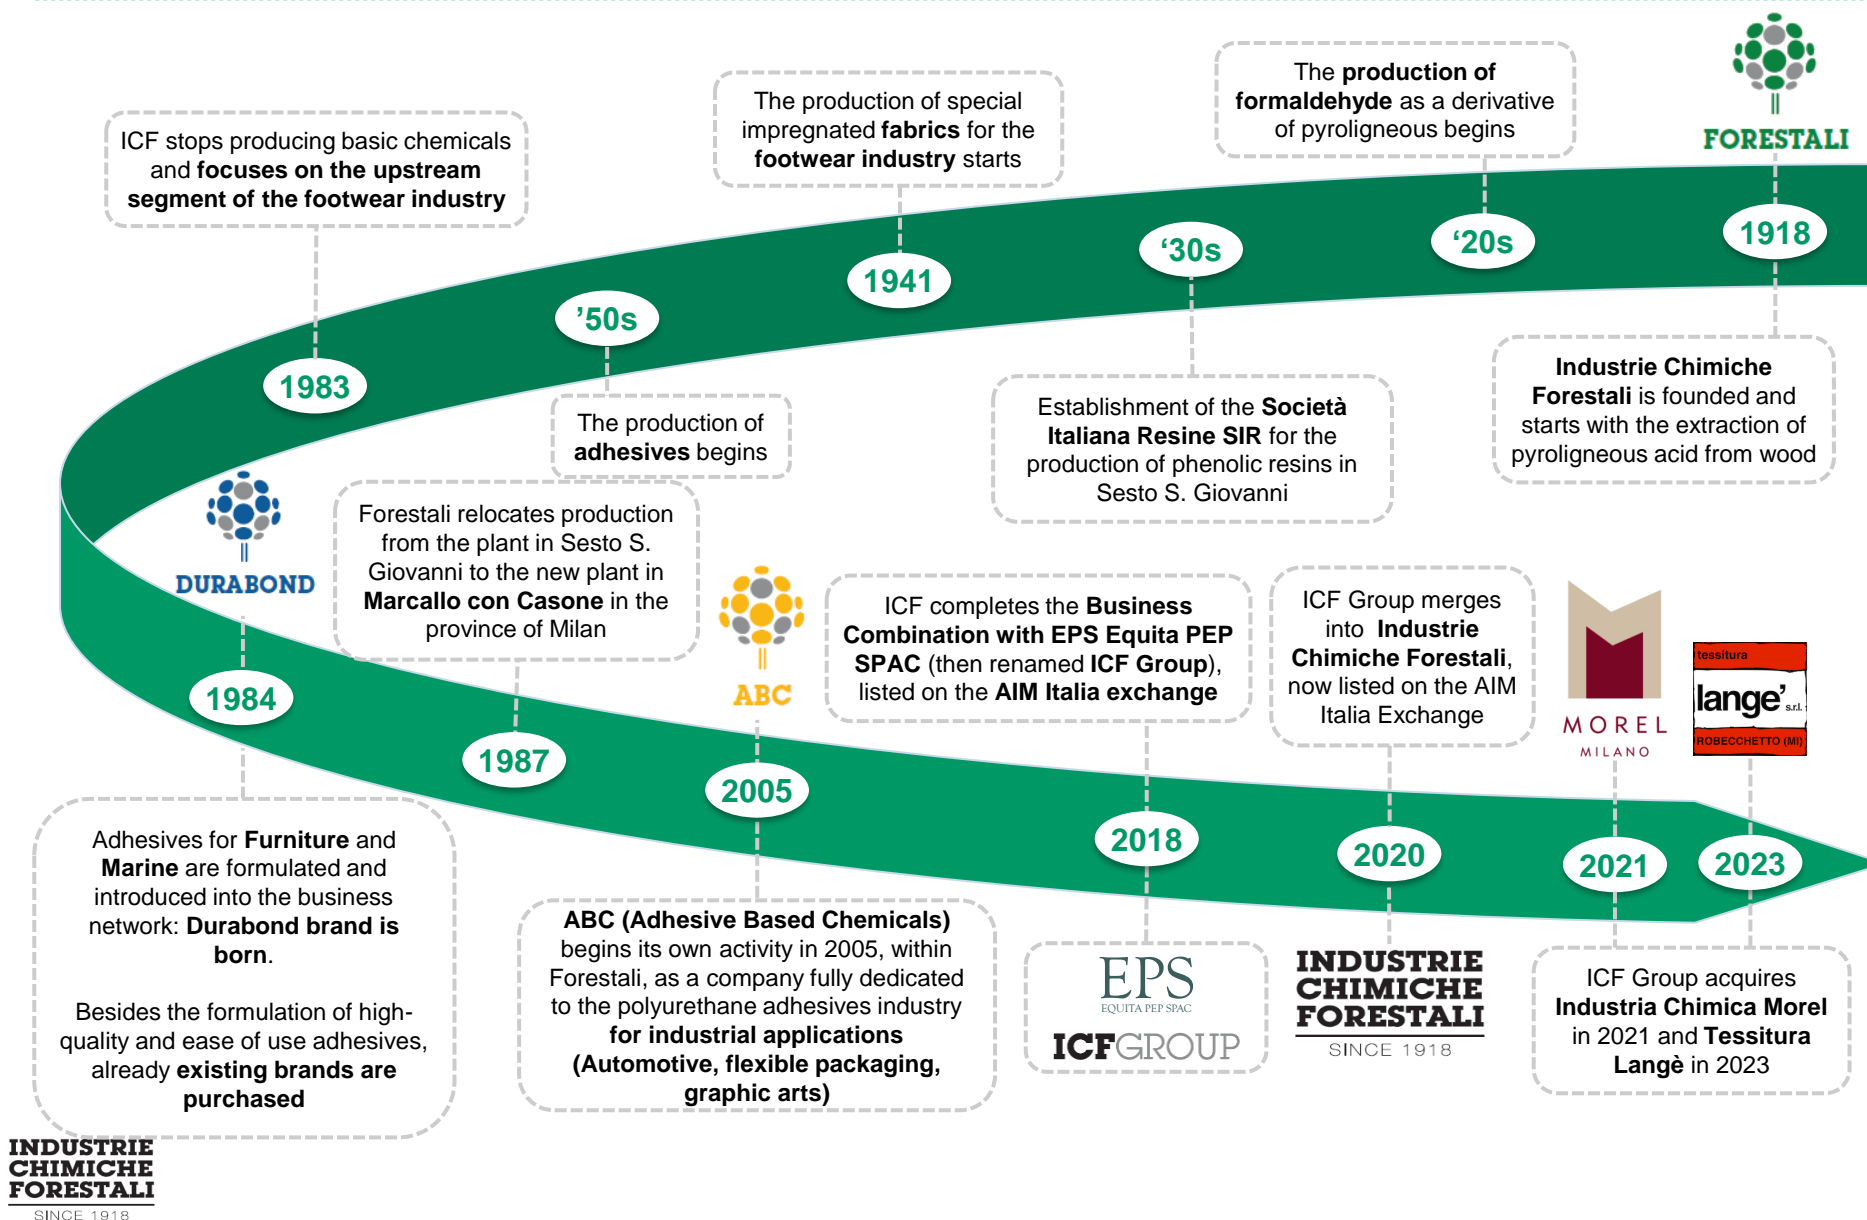 FORESTALI
1918
Industrie Chimiche
Forestali is founded and
starts with the extraction of
pyroligneous acid from wood
The production of
formaldehyde as a derivative
of pyroligneous begins
‘20s
‘30s
Establishment of the Società
Italiana Resine SIR for the
production of phenolic resins in
Sesto S. Giovanni
The production of special
impregnated fabrics for the
footwear industry starts
1941
’50s
The production of
adhesives begins
ICF stops producing basic chemicals
and focuses on the upstream
segment of the footwear industry
1983
DURABOND
1984
Adhesives for Furniture and
Marine are formulated and
introduced into the business
network: Durabond brand is
born.
Besides the formulation of high-
quality and ease of use adhesives,
already existing brands are
purchased
Forestali relocates production
from the plant in Sesto S.
Giovanni to the new plant in
Marcallo con Casone in the
province of Milan
1987
ABC
2005
ABC (Adhesive Based Chemicals)
begins its own activity in 2005, within
Forestali, as a company fully dedicated
to the polyurethane adhesives industry
for industrial applications
(Automotive, flexible packaging,
graphic arts)
ICF completes the Business
Combination with EPS Equita PEP
SPAC (then renamed ICF Group),
listed on the AIM Italia exchange
2018
EPS
EQUITA PEP SPAC
ICFGROUP
ICF Group merges
into Industrie
Chimiche Forestali,
now listed on the AIM
Italia Exchange
2020
INDUSTRIE
CHIMICHE
FORESTALI
SINCE 1918
MOREL
MILANO
2021
tessitura
lange’ s.r.l.
ROBECCHETTO (MI)
2023
ICF Group acquires
Industria Chimica Morel
in 2021 and Tessitura
Langè in 2023
INDUSTRIE
CHIMICHE
FORESTALI
SINCE 1918